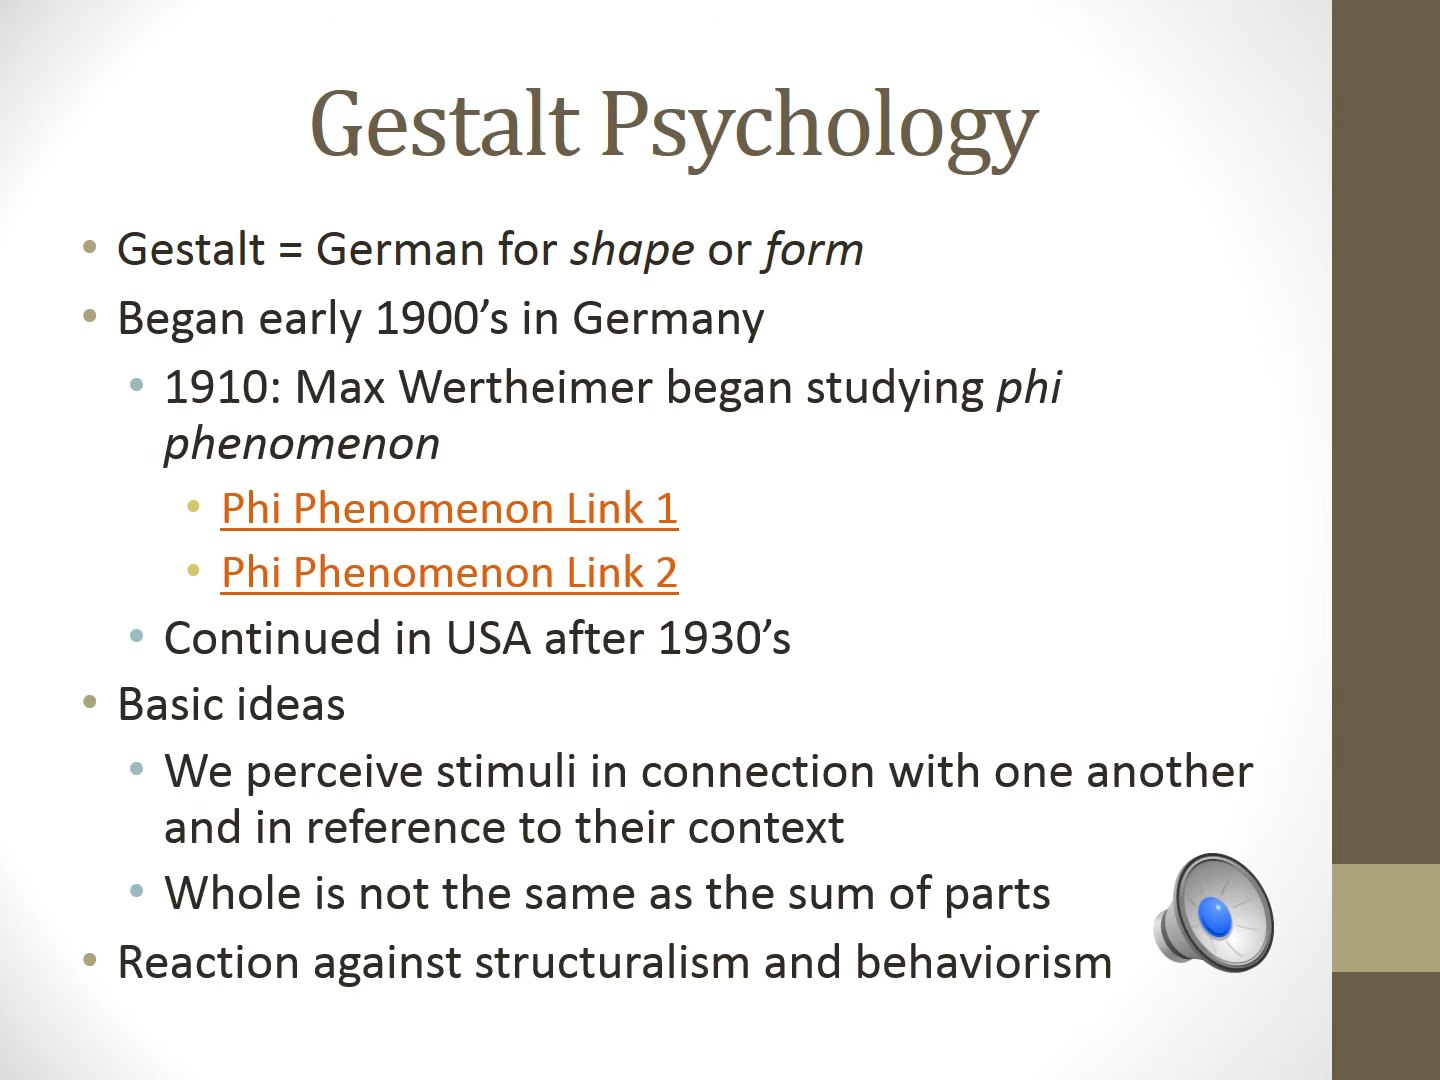 Gestalt Psychology
• Gestalt = German for shape or form
• Began early 1900’s in Germany
• 1910: Max Wertheimer began studying phi
phenomenon
• Phi Phenomenon Link 1
• Phi Phenomenon Link 2
• Continued in USA after 1930’s
• Basic ideas
• We perceive stimuli in connection with one another
and in reference to their context
• Whole is not the same as the sum of parts
• Reaction against structuralism and behaviorism